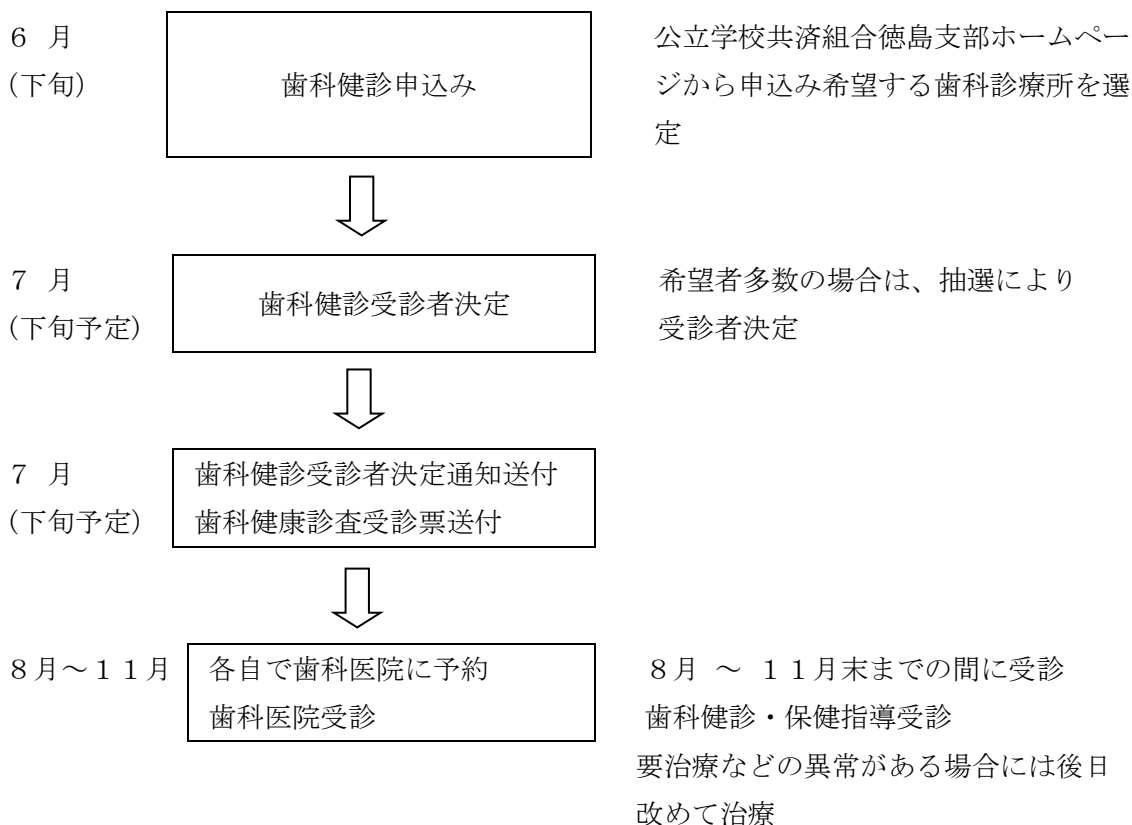 ６ 月
(下旬)
歯科健診申込み
公立学校共済組合徳島支部ホームペー
ジから申込み希望する歯科診療所を選
定
７ 月
(下旬予定)
歯科健診受診者決定
希望者多数の場合は、抽選により
受診者決定
７ 月
(下旬予定)
歯科健診受診者決定通知送付
歯科健康診査受診票送付
８月～１１月
各自で歯科医院に予約
歯科医院受診
８月 ～ １１月末までの間に受診
歯科健診・保健指導受診
要治療などの異常がある場合には後日
改めて治療